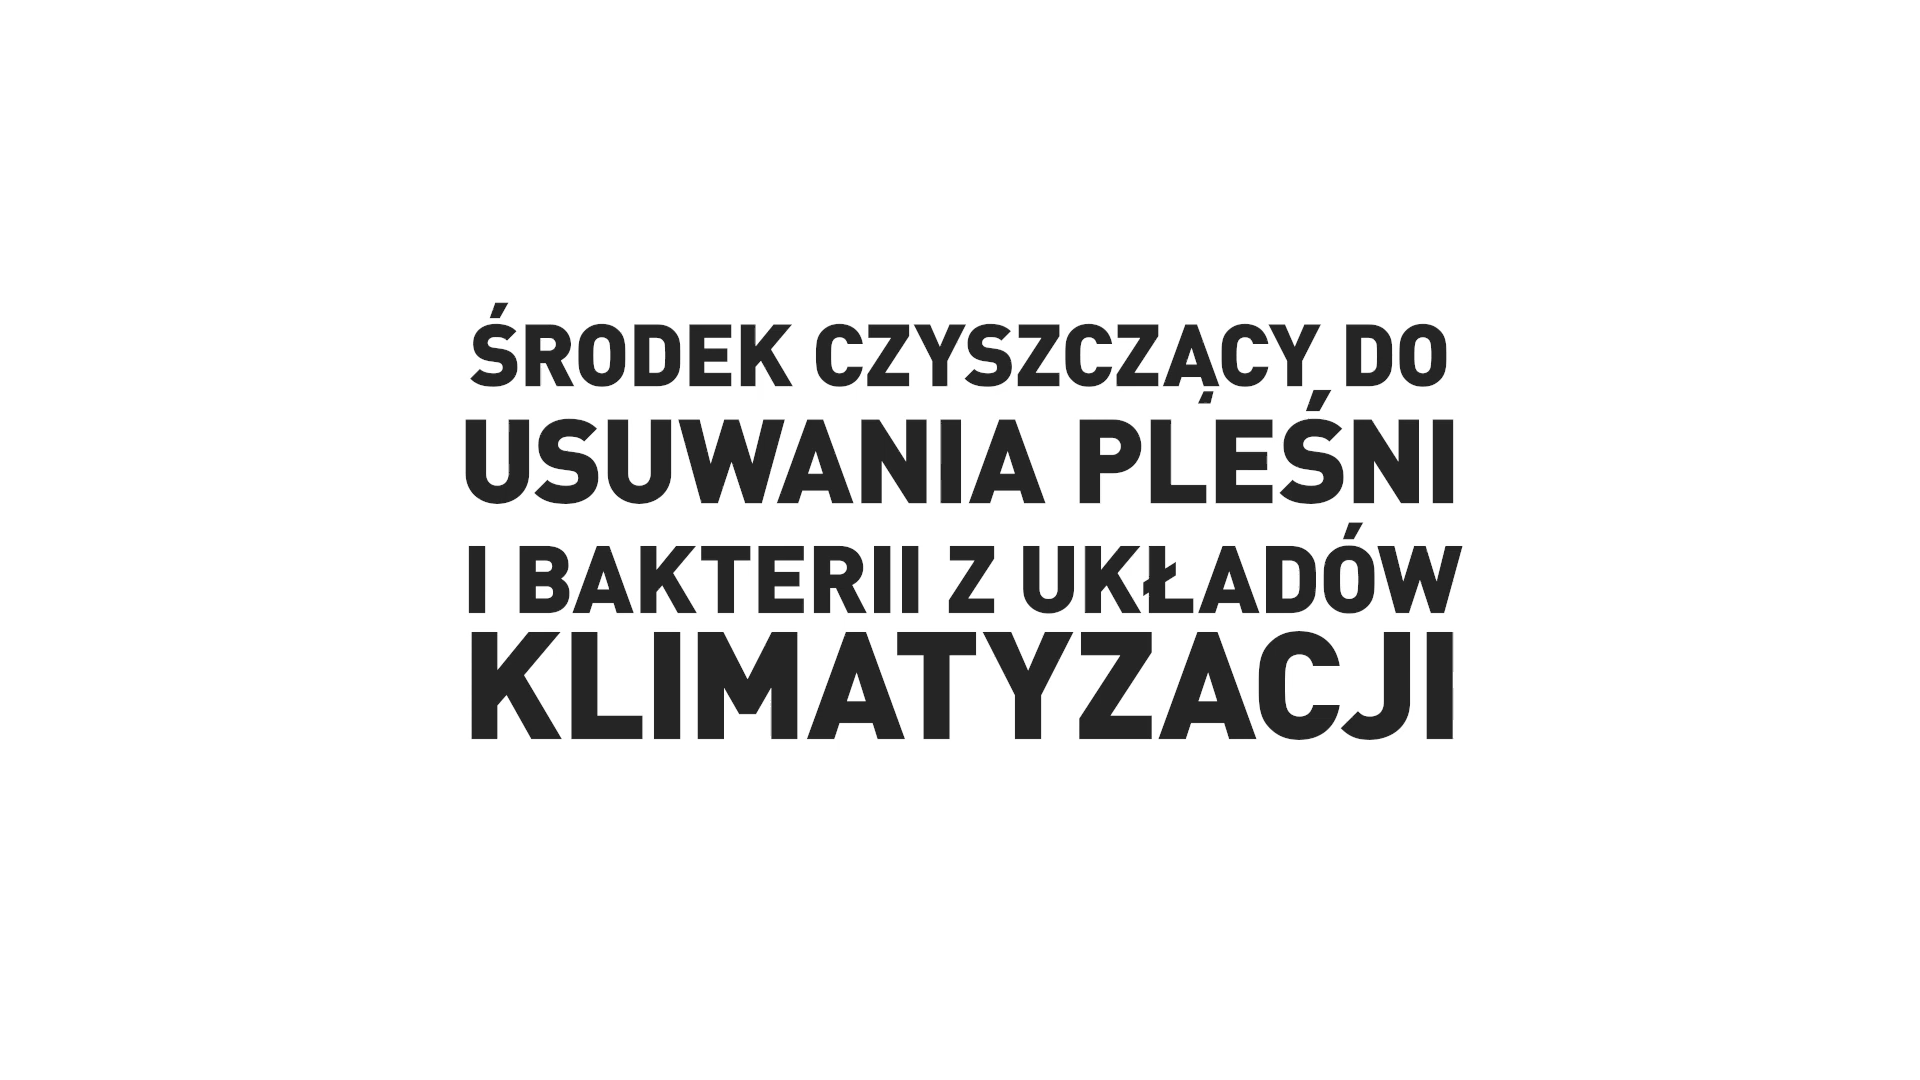 ŚRODEK CZYSZCZĄCY DO
USUWANIA PLEŚNI
I BAKTERII Z UKŁADÓW
KLIMATYZACJI